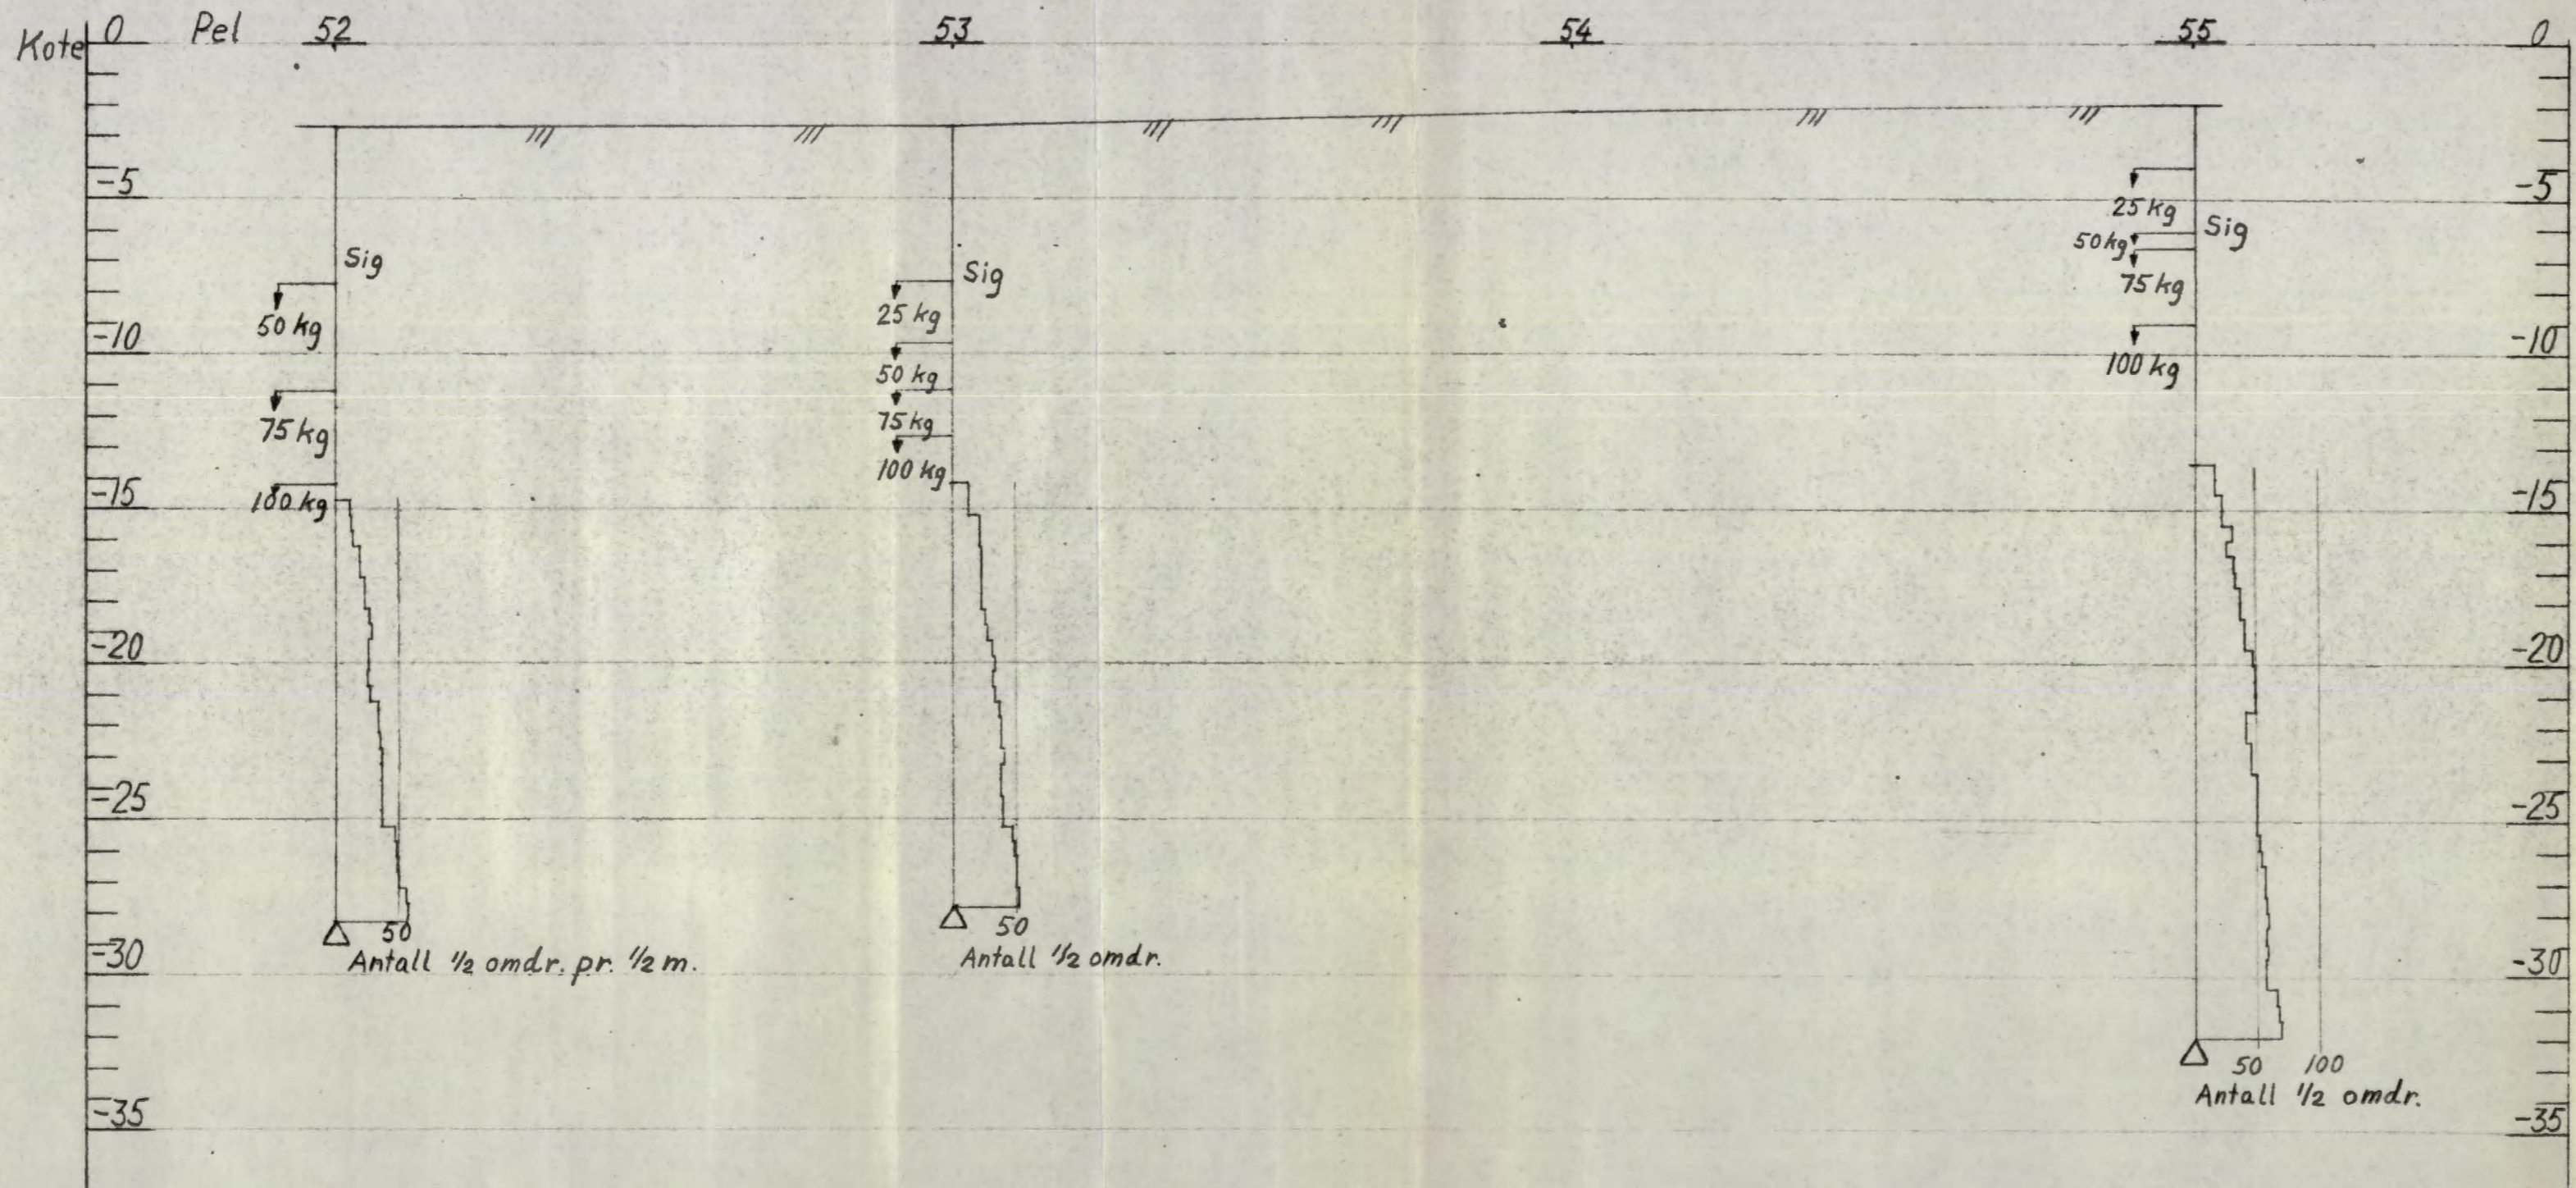 Kote 0 Pel 52 53 54 55 0
-5 -5
25 kg
Sig
50 kg
Sig
Sig
75 kg
50 kg
25 kg
-10 -10
100 kg
50 kg
75 kg
75 kg
100 kg
-15 -15
100 kg
-20 -20
-25 -25
50
50
-30 -30
Antall 1/2 omdr. pr. 1/2 m.
Antall 1/2 omdr.
50 100
Antall 1/2 omdr.
-35 -35